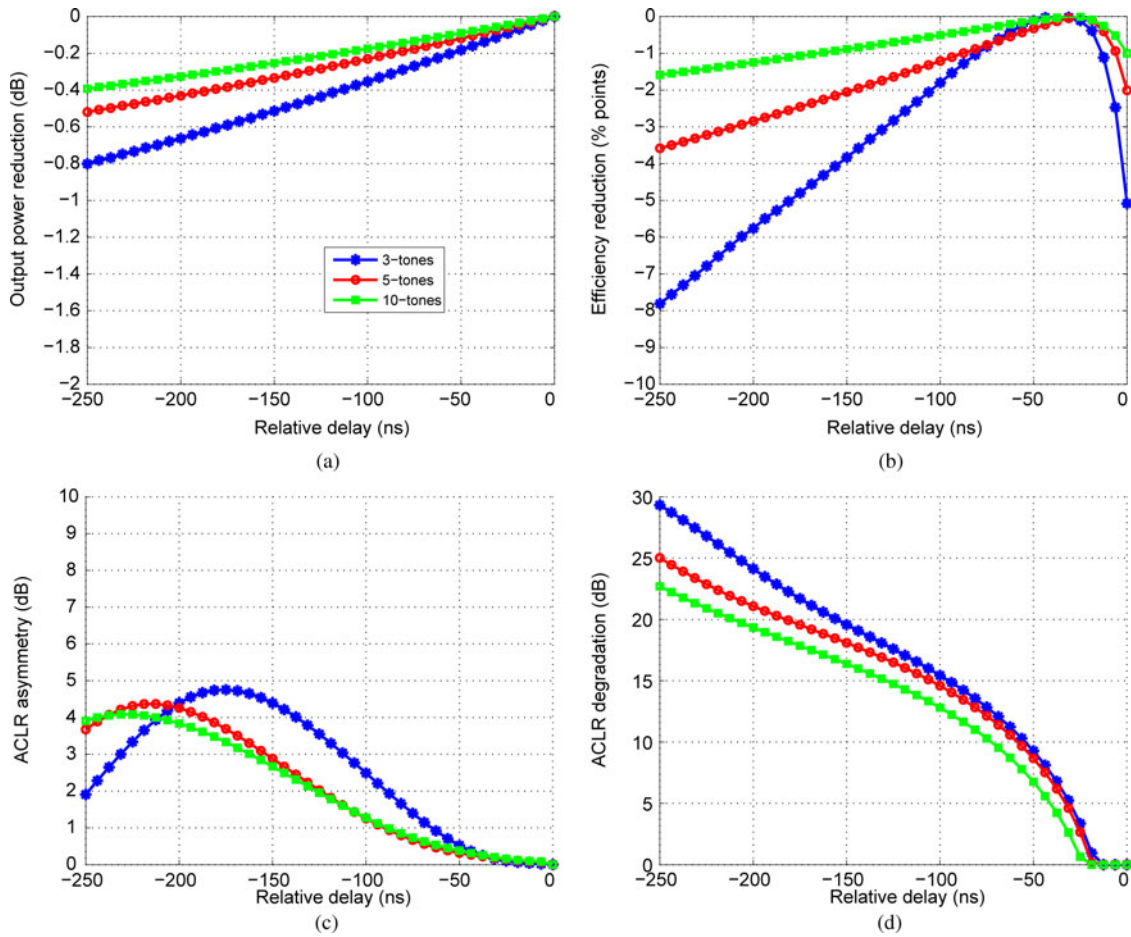 0
−0.2
−0.4
−0.6
−0.8
−1
−1.2
−1.4
−1.6
−1.8
−2
Output power reduction (dB)
3−tones
5−tones
10−tones
−250 −200 −150 −100 −50 0
Relative delay (ns)
(a)
0
−1
−2
−3
−4
−5
−6
−7
−8
−9
−10
Efficiency reduction (% points)
−250 −200 −150 −100 −50 0
Relative delay (ns)
(b)
10
9
8
7
6
5
4
3
2
1
0
ACLR asymmetry (dB)
−250 −200 −150 −100 −50 0
Relative delay (ns)
(c)
30
25
20
15
10
5
0
ACLR degradation (dB)
−250 −200 −150 −100 −50 0
Relative delay (ns)
(d)